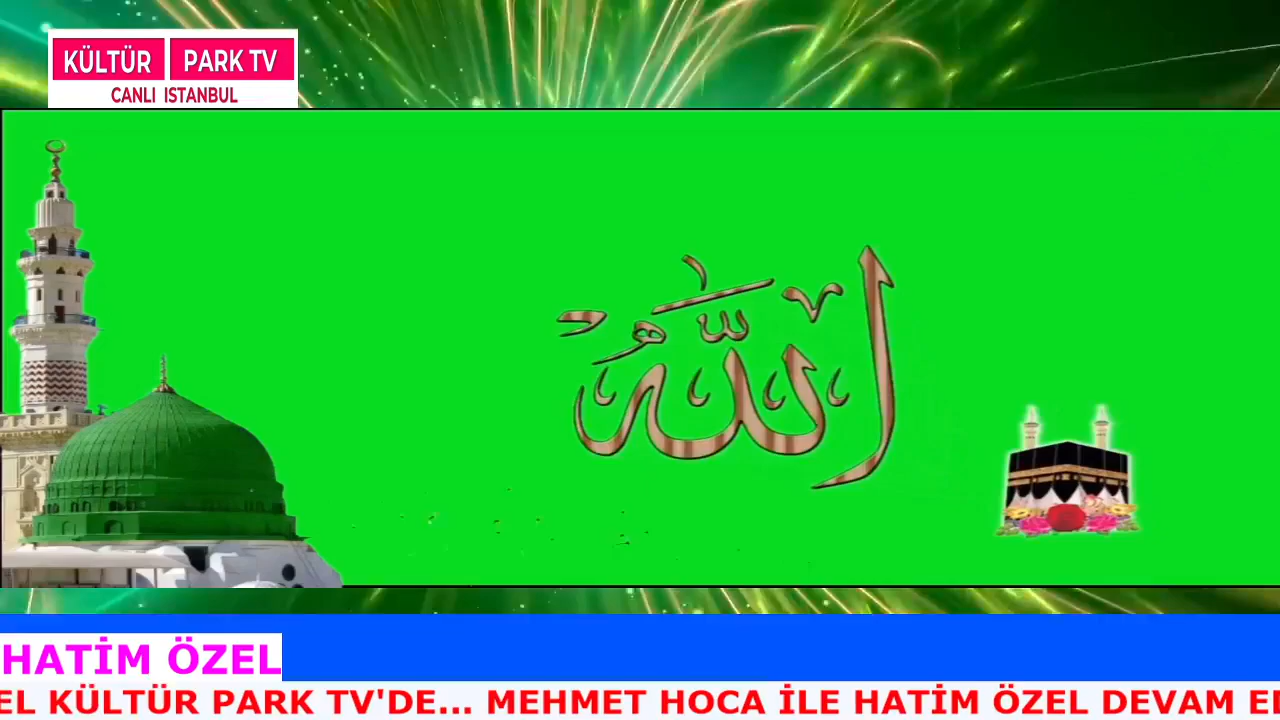 KÜLTÜR PARK TV
CANLI ISTANBUL
الله
HATİM ÖZEL
EL KÜLTÜR PARK TV'DE... MEHMET HOCA İLE HATİM ÖZEL DEVAM E